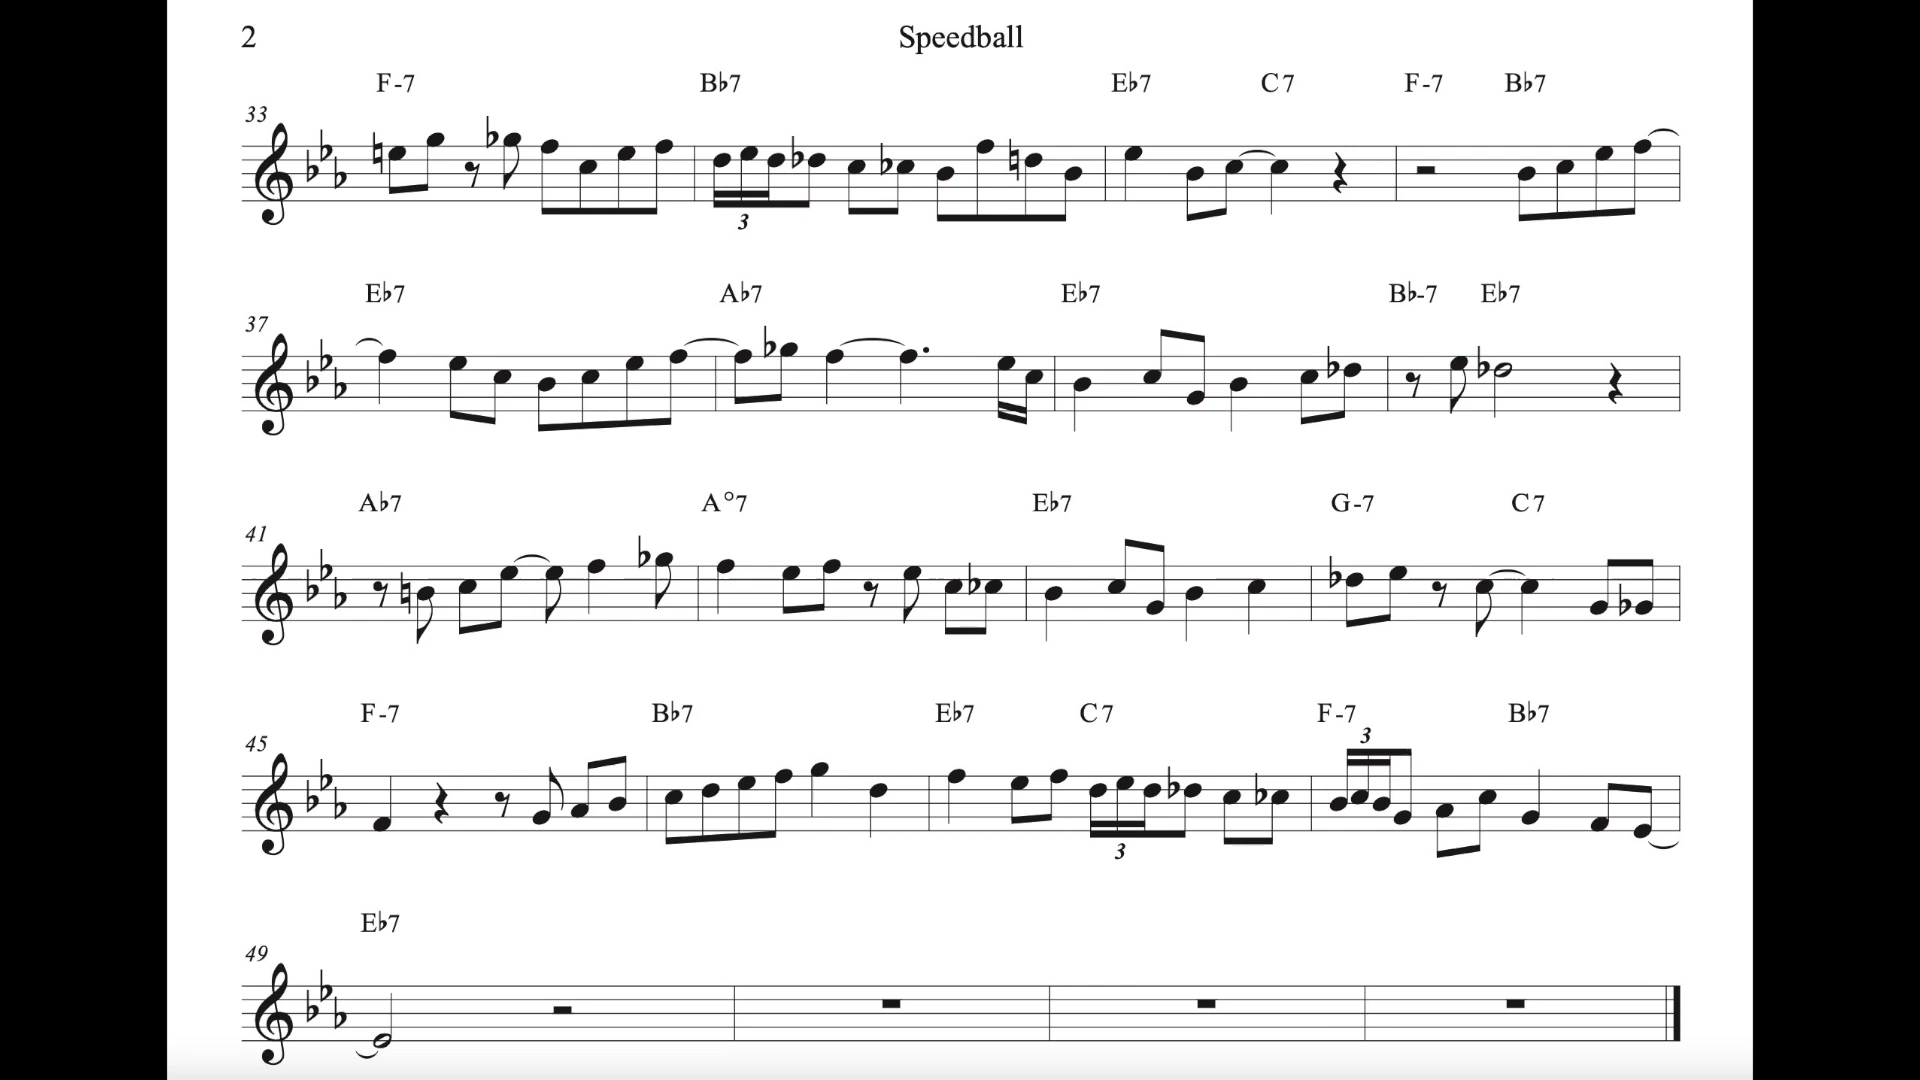 2 Speedball
F-7 B♭7 E♭7 C7 F-7 B♭7
33
3
E♭7 A♭7 E♭7 B♭-7 E♭7
37
A♭7 A°7 E♭7 G-7 C7
41
F-7 B♭7 E♭7 C7 F-7 B♭7
3
45
3
E♭7
49